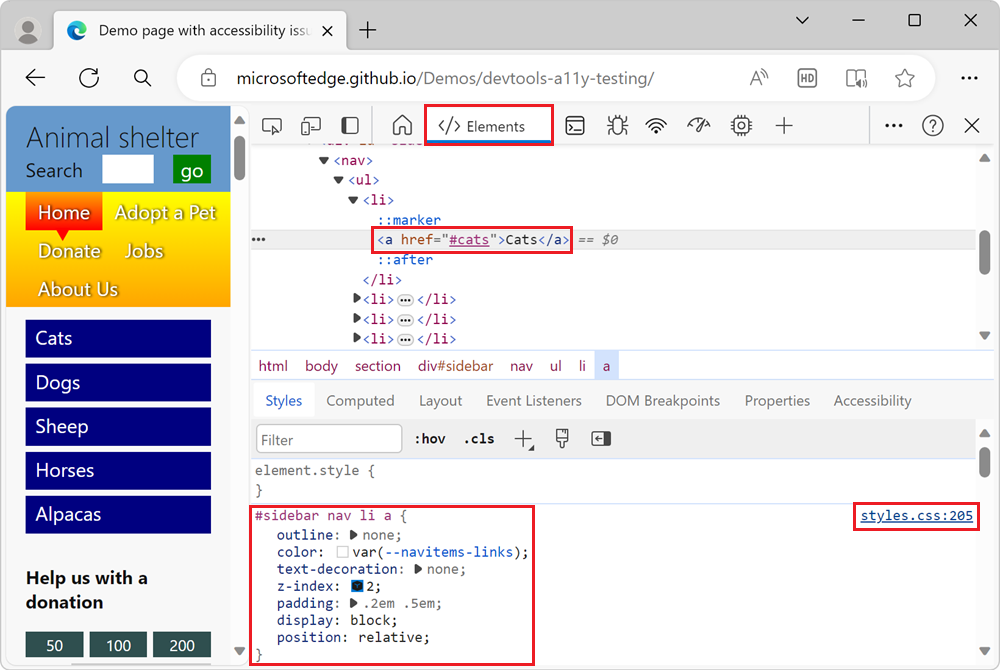 Demo page with accessibility issu
microsoftedge.github.io/Demos/devtools-a11y-testing/
A
HD
Animal shelter
Search go
Home Adopt a Pet
Donate Jobs
About Us
Cats
Dogs
Sheep
Horses
Alpacas
Help us with a
donation
50 100 200
</> Elements
▼<nav>
▼<ul>
▼<li>
::marker
••• <a href="#cats">Cats</a> == $0
::after
</li>
▶<li>•••</li>
▶<li>•••</li>
▶<li>•••</li>
html body section div#sidebar nav ul li a
Styles Computed Layout Event Listeners DOM Breakpoints Properties Accessibility
Filter :hov .cls
element.style {
}
#sidebar nav li a { styles.css:205
outline: ▶ none;
color: var(--navitems-links);
text-decoration: ▶ none;
z-index: 2;
padding: ▶ .2em .5em;
display: block;
position: relative;
}